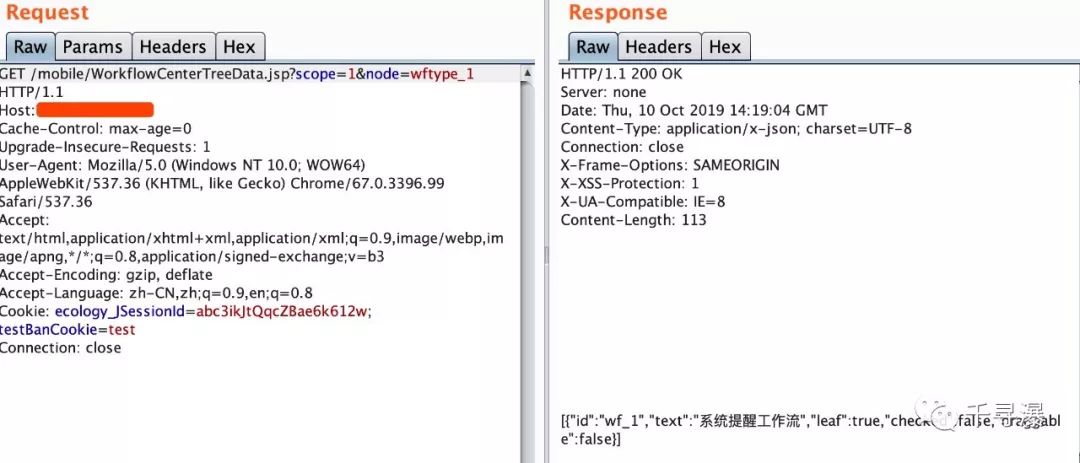 Request
Raw Params Headers Hex
GET /mobile/WorkflowCenterTreeData.jsp?scope=1&node=wftype_1
HTTP/1.1
Host:
Cache-Control: max-age=0
Upgrade-Insecure-Requests: 1
User-Agent: Mozilla/5.0 (Windows NT 10.0; WOW64)
AppleWebKit/537.36 (KHTML, like Gecko) Chrome/67.0.3396.99
Safari/537.36
Accept:
text/html,application/xhtml+xml,application/xml;q=0.9,image/webp,im
age/apng,*/*;q=0.8,application/signed-exchange;v=b3
Accept-Encoding: gzip, deflate
Accept-Language: zh-CN,zh;q=0.9,en;q=0.8
Cookie: ecology_JSessionId=abc3ikJtQqcZBae6k612w;
testBanCookie=test
Connection: close
Response
Raw Headers Hex
HTTP/1.1 200 OK
Server: none
Date: Thu, 10 Oct 2019 14:19:04 GMT
Content-Type: application/x-json; charset=UTF-8
Connection: close
X-Frame-Options: SAMEORIGIN
X-XSS-Protection: 1
X-UA-Compatible: IE=8
Content-Length: 113
[{"id":"wf_1","text":"系统提醒工作流","leaf":true,"check false,
e":false}]
千寻瀑